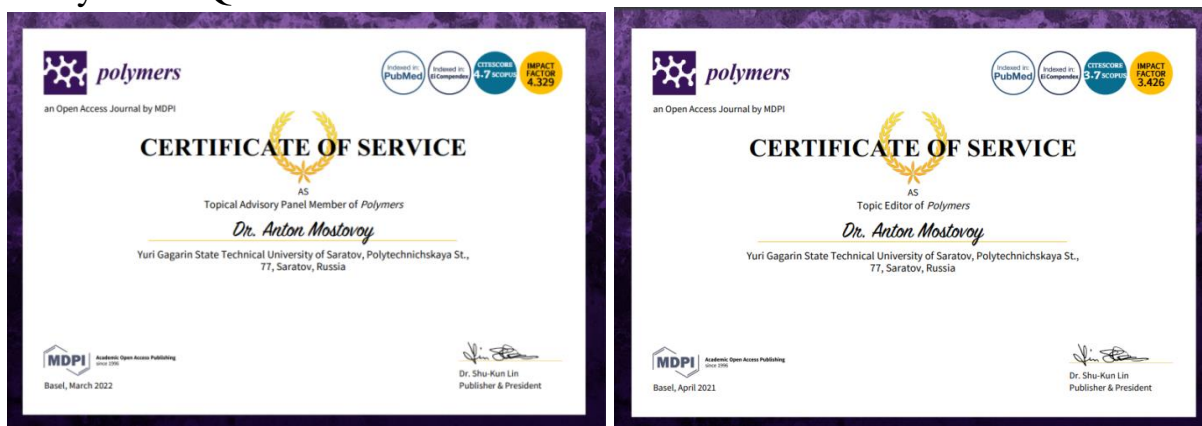 polymers
Indexed in:
PubMed
Indexed in:
Ei Compendex
CITESCORE
4.7 SCOPUS
IMPACT
FACTOR
4.329
an Open Access Journal by MDPI
CERTIFICATE OF SERVICE
AS
Topical Advisory Panel Member of Polymers
Dr. Anton Mostovoy
Yuri Gagarin State Technical University of Saratov, Polytechnichskaya St.,
77, Saratov, Russia
MDPI
Academic Open Access Publishing
since 1996
Basel, March 2022
Dr. Shu-Kun Lin
Publisher & President
polymers
Indexed in:
PubMed
Indexed in:
Ei Compendex
CITESCORE
3.7 SCOPUS
IMPACT
FACTOR
3.426
an Open Access Journal by MDPI
CERTIFICATE OF SERVICE
AS
Topic Editor of Polymers
Dr. Anton Mostovoy
Yuri Gagarin State Technical University of Saratov, Polytechnichskaya St.,
77, Saratov, Russia
MDPI
Academic Open Access Publishing
since 1996
Basel, April 2021
Dr. Shu-Kun Lin
Publisher & President